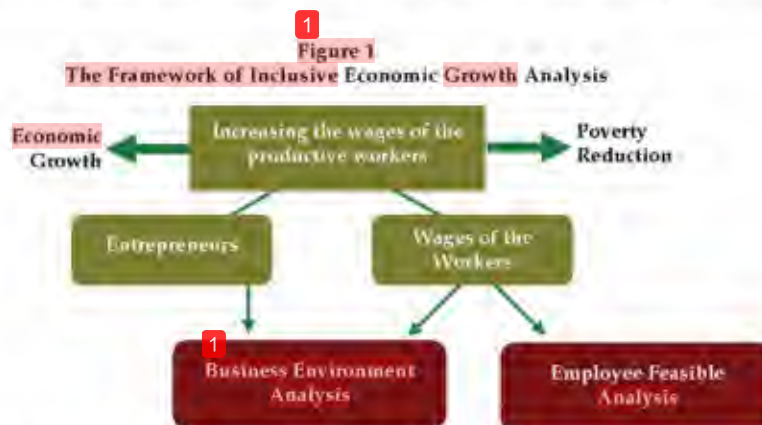 1
Figure 1
The Framework of Inclusive Economic Growth Analysis
Increasing the wages of the
productive workers
Economic
Growth
Poverty
Reduction
Entrepreneurs
Wages of the
Workers
1
Business Environment
Analysis
Employee Feasible
Analysis